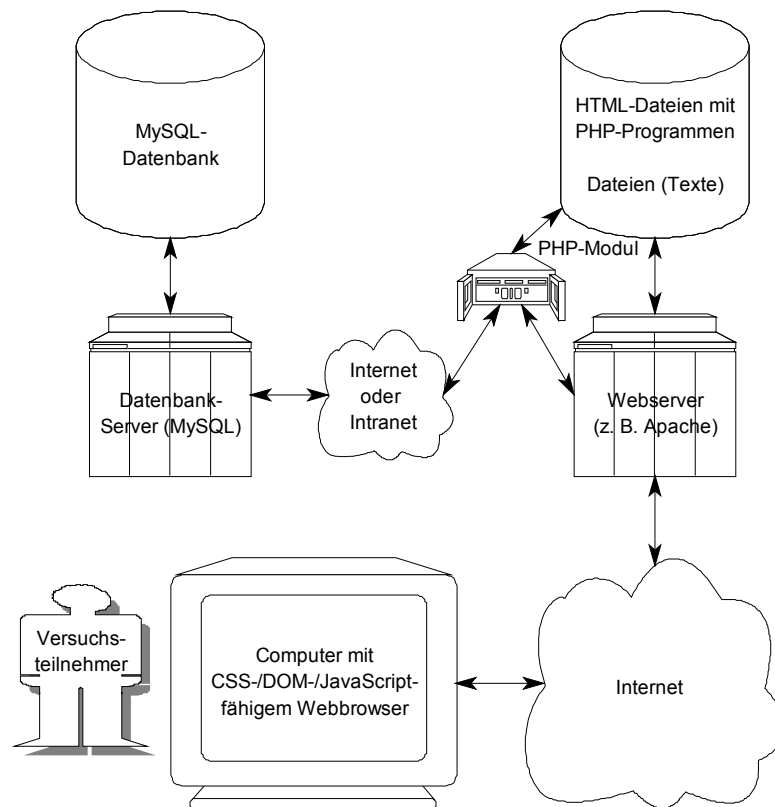 MySQL-
Datenbank
HTML-Dateien mit
PHP-Programmen
Dateien (Texte)
PHP-Modul
Datenbank-
Server (MySQL)
Internet
oder
Intranet
Webserver
(z. B. Apache)
Versuchs-
teilnehmer
Computer mit
CSS-/DOM-/JavaScript-
fähigem Webbrowser
Internet